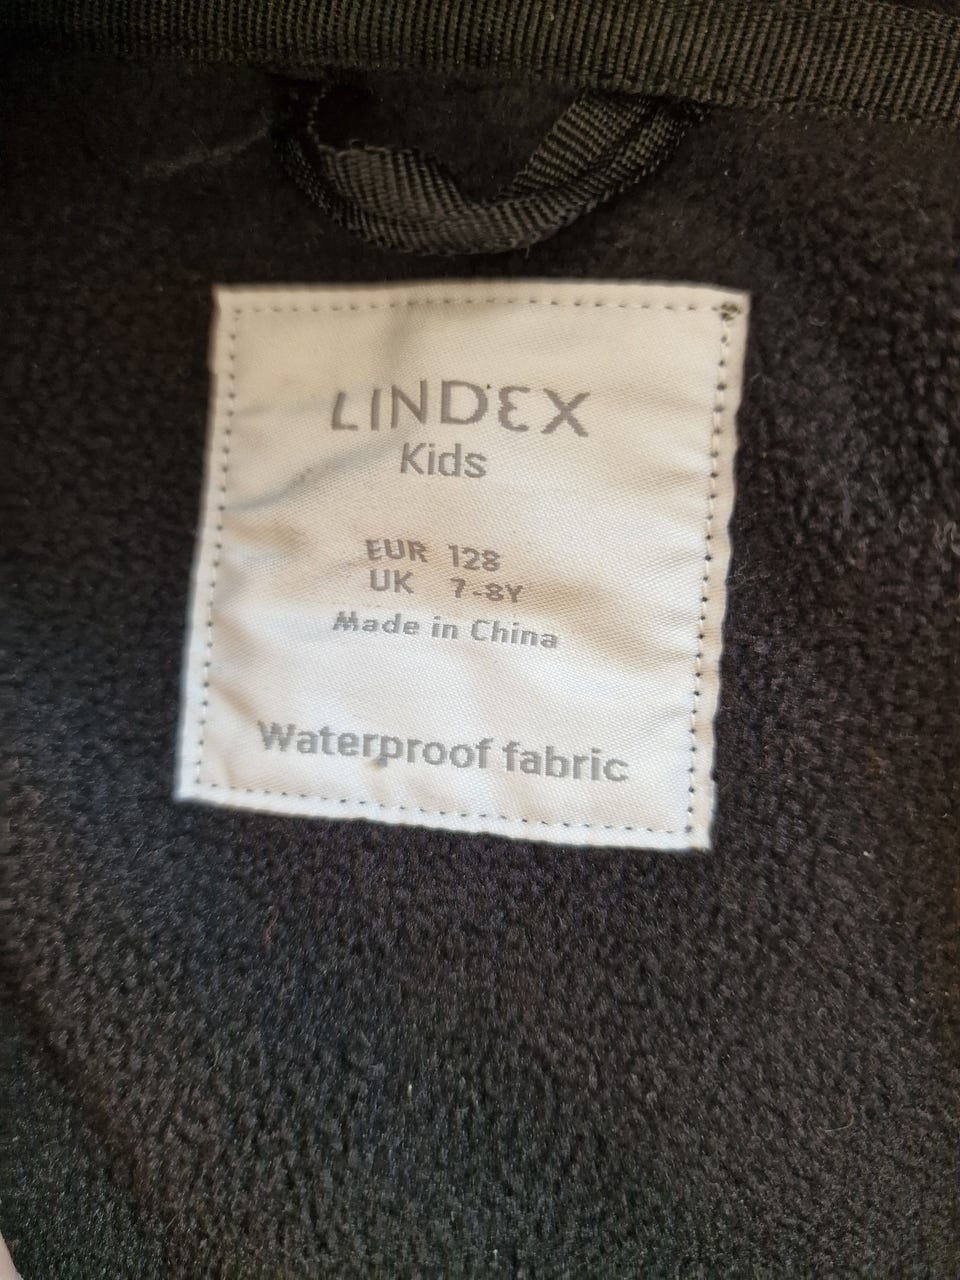 LINDEX
Kids
EUR 128
UK 7-8Y
Made in China
Waterproof fabric